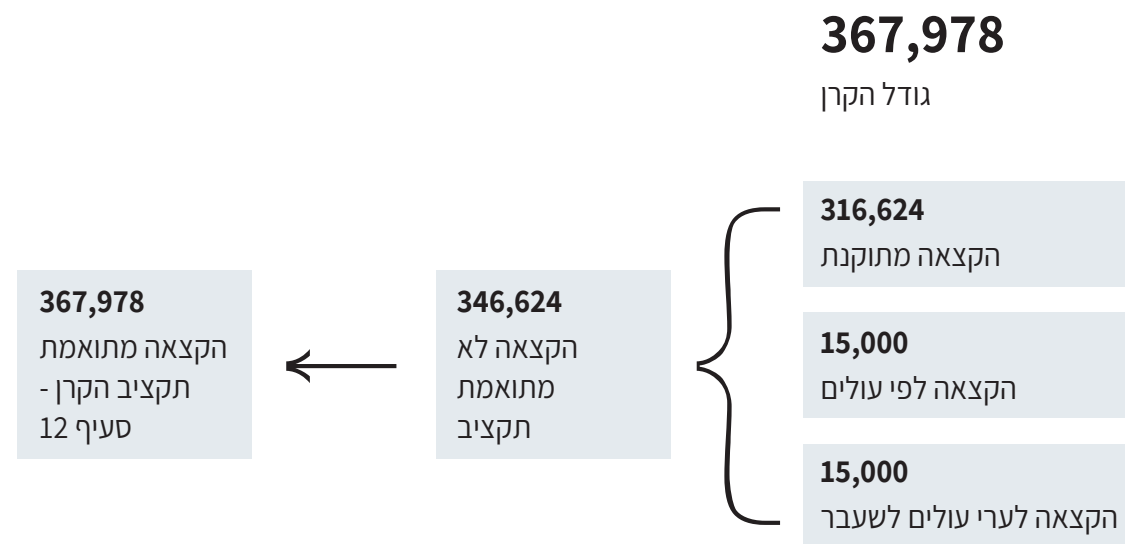 367,978
גודל הקרן
316,624
הקצאה מתוקנת
15,000
הקצאה לפי עולים
15,000
הקצאה לערי עולים לשעבר
346,624
הקצאה לא
מתואמת
תקציב
367,978
הקצאה מתואמת
תקציב הקרן -
סעיף 12